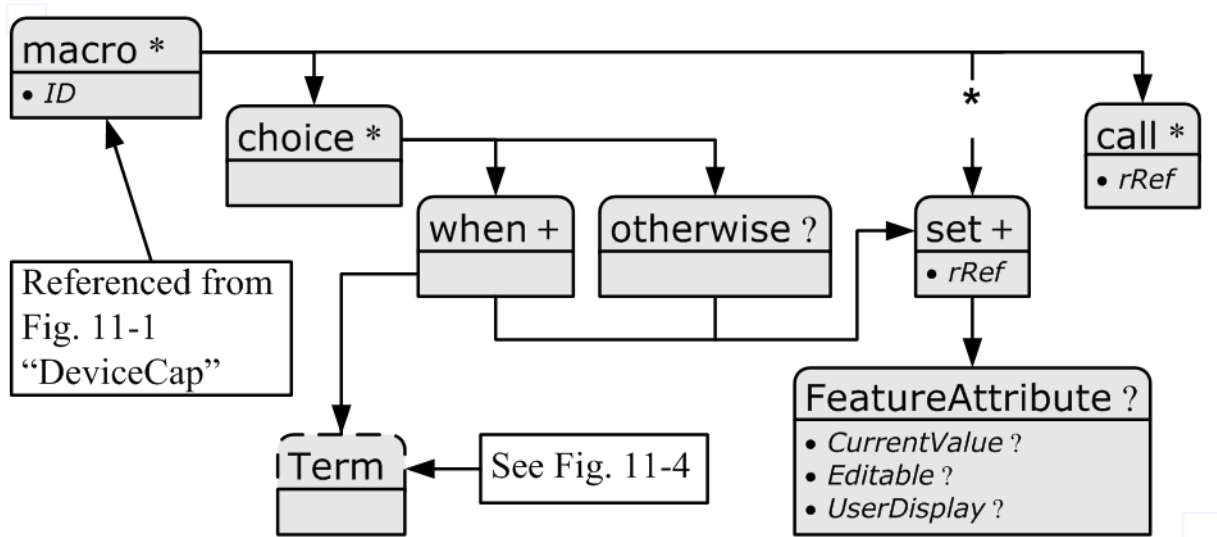 macro *
• ID
choice *
*
call *
• rRef
when +
otherwise ?
set +
• rRef
Referenced from
Fig. 11-1
“DeviceCap”
FeatureAttribute ?
• CurrentValue ?
• Editable ?
• UserDisplay ?
Term
See Fig. 11-4